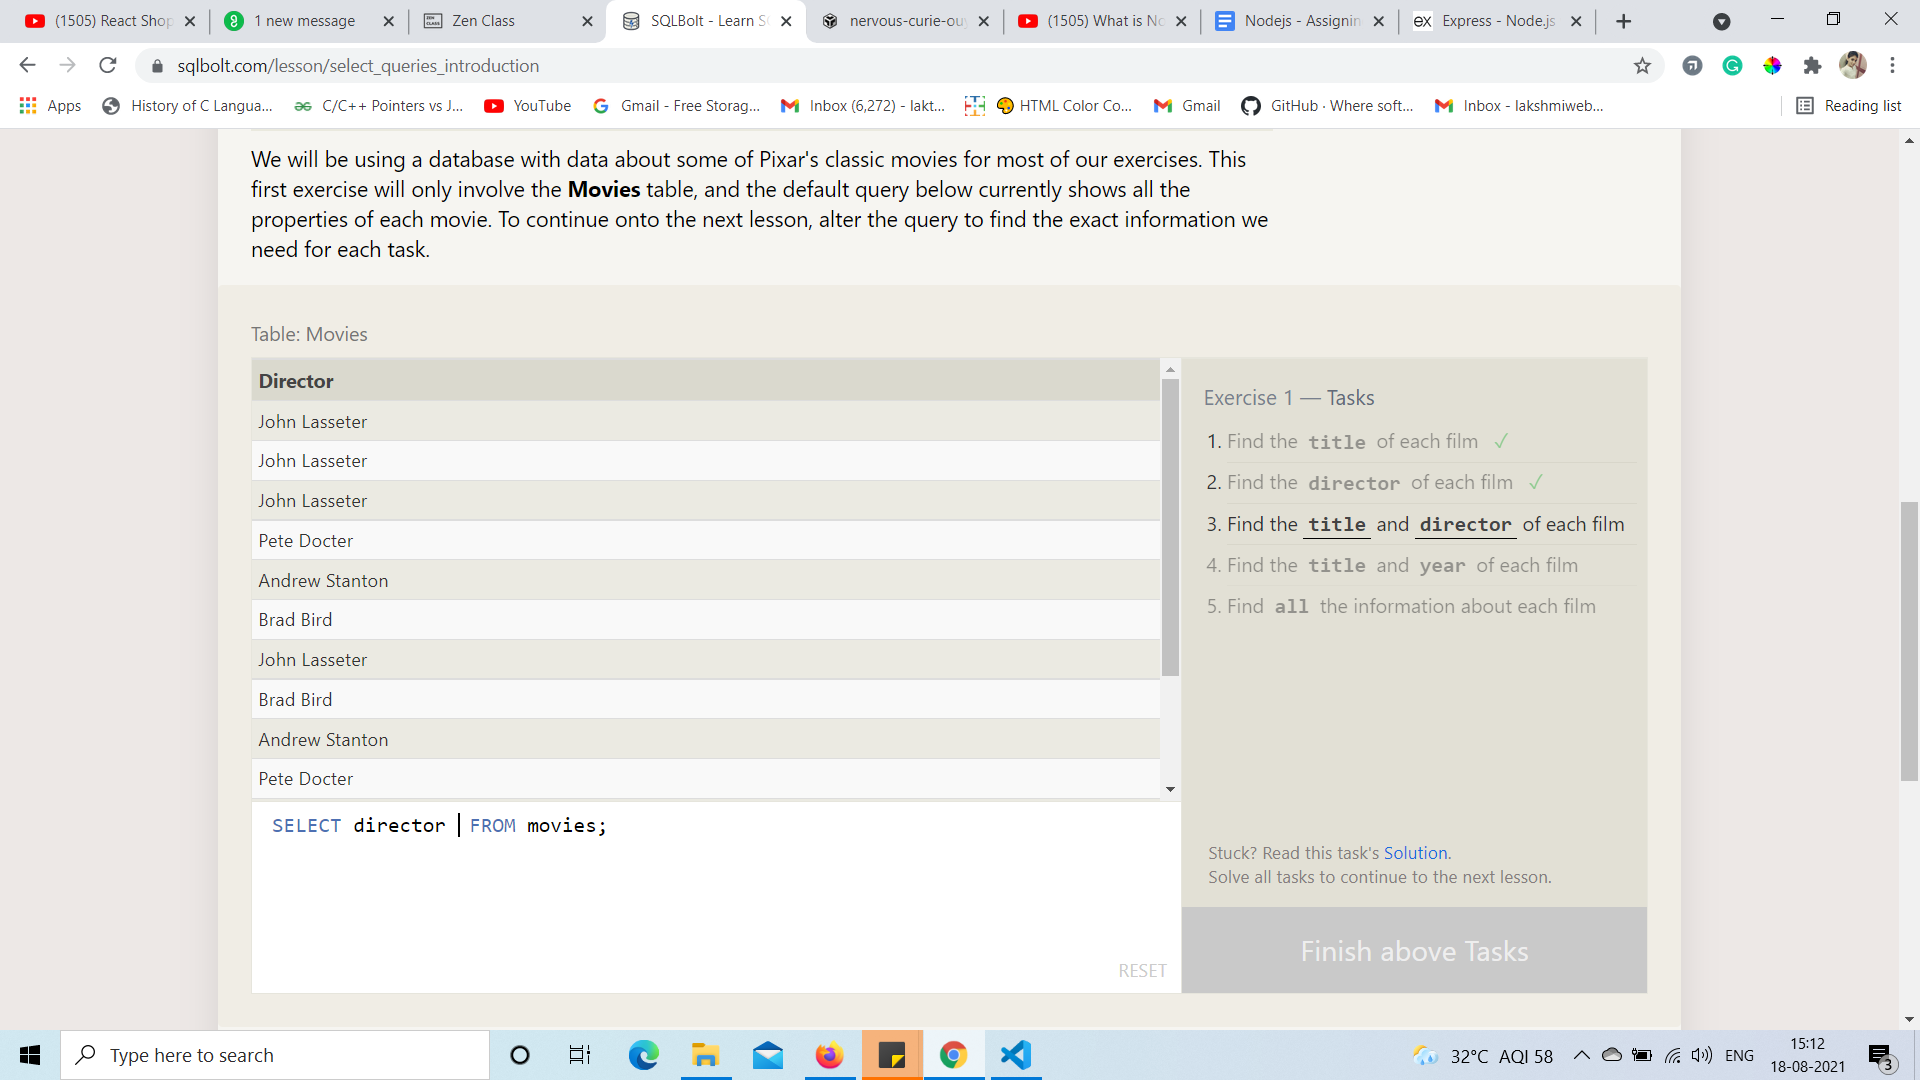 (1505) React Shop
1 new message
Zen Class
SQLBolt - Learn S
nervous-curie-ou
(1505) What is No
Nodejs - Assignin
Express - Node.js
sqlbolt.com/lesson/select_queries_introduction
Apps
History of C Langua...
C/C++ Pointers vs J...
YouTube
Gmail - Free Storag...
Inbox (6,272) - lakt...
HTML Color Co...
Gmail
GitHub · Where soft...
Inbox - lakshmiweb...
Reading list
We will be using a database with data about some of Pixar's classic movies for most of our exercises. This
first exercise will only involve the Movies table, and the default query below currently shows all the
properties of each movie. To continue onto the next lesson, alter the query to find the exact information we
need for each task.
Table: Movies
Director
John Lasseter
John Lasseter
John Lasseter
Pete Docter
Andrew Stanton
Brad Bird
John Lasseter
Brad Bird
Andrew Stanton
Pete Docter
SELECT director FROM movies;
RESET
Exercise 1 — Tasks
1. Find the title of each film ✓
2. Find the director of each film ✓
3. Find the title and director of each film
4. Find the title and year of each film
5. Find all the information about each film
Stuck? Read this task's Solution.
Solve all tasks to continue to the next lesson.
Finish above Tasks
Type here to search
32°C AQI 58
ENG
15:12
18-08-2021
3